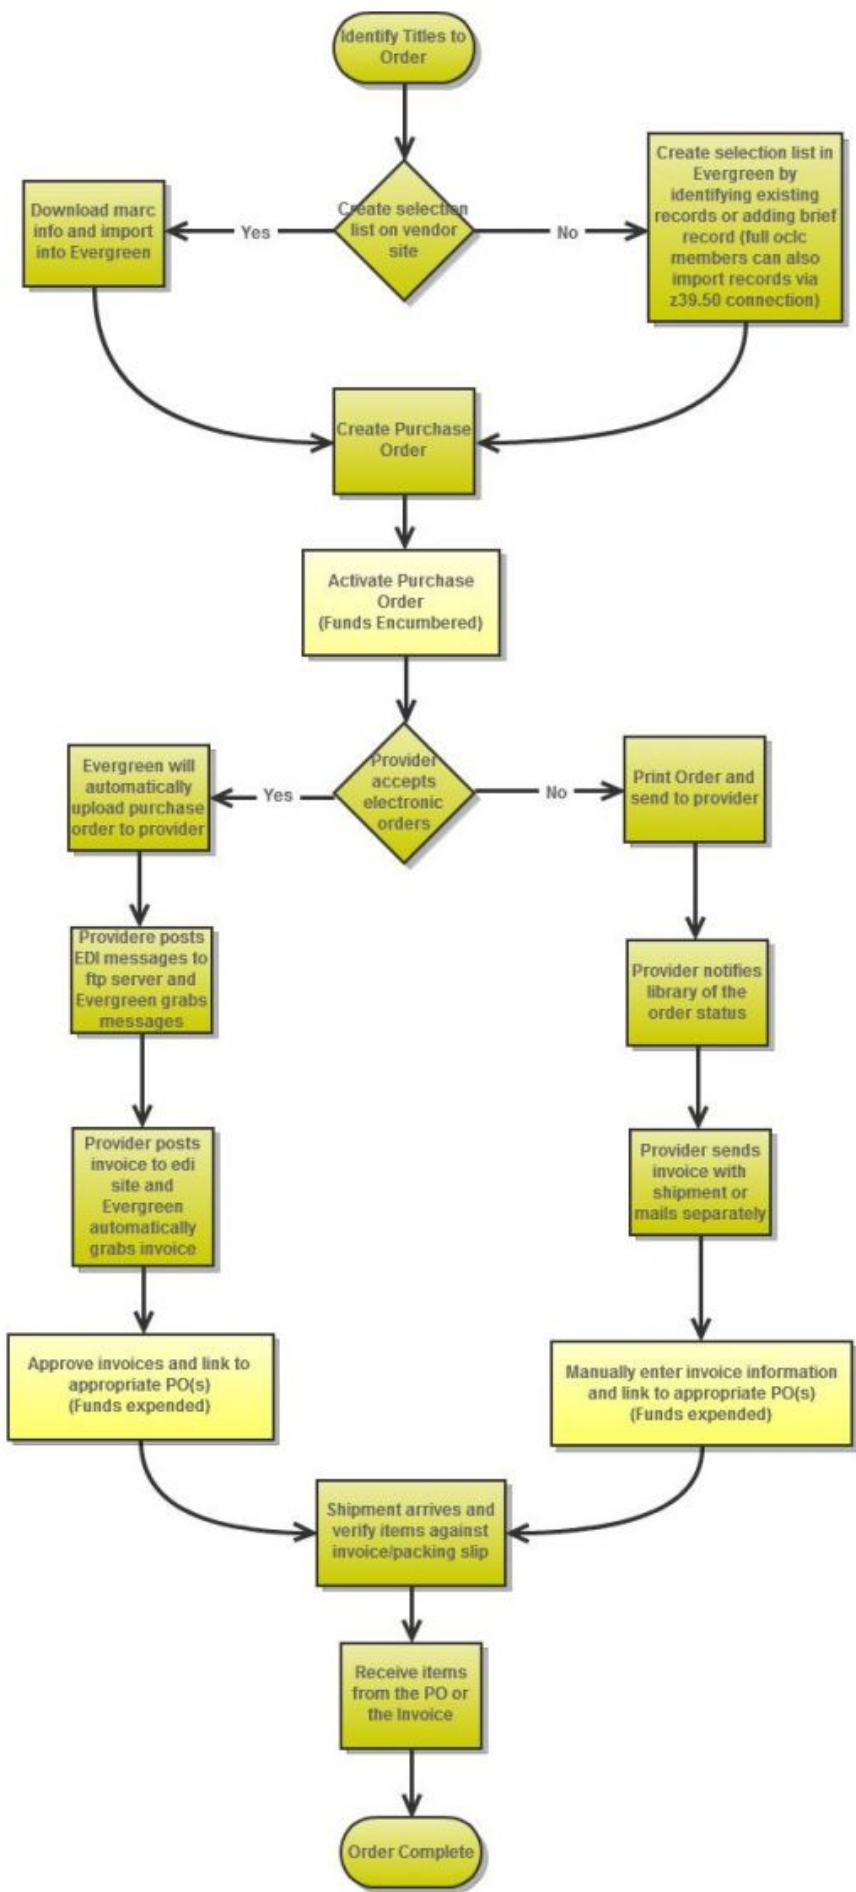 Identify Titles to
Order
Create selection
list on vendor
site
Yes
No
Download marc
info and import
into Evergreen
Create selection list in
Evergreen by
identifying existing
records or adding brief
record (full oclc
members can also
import records via
z39.50 connection)
Create Purchase
Order
Activate Purchase
Order
(Funds Encumbered)
Provider
accepts
electronic
orders
Yes
No
Evergreen will
automatically
upload purchase
order to provider
Print Order and
send to provider
Providere posts
EDI messages to
ftp server and
Evergreen grabs
messages
Provider notifies
library of the
order status
Provider posts
invoice to edi
site and
Evergreen
automatically
grabs invoice
Provider sends
invoice with
shipment or
mails separately
Approve invoices and link to
appropriate PO(s)
(Funds expended)
Manually enter invoice information
and link to appropriate PO(s)
(Funds expended)
Shipment arrives and
verify items against
invoice/packing slip
Receive items
from the PO or
the Invoice
Order Complete